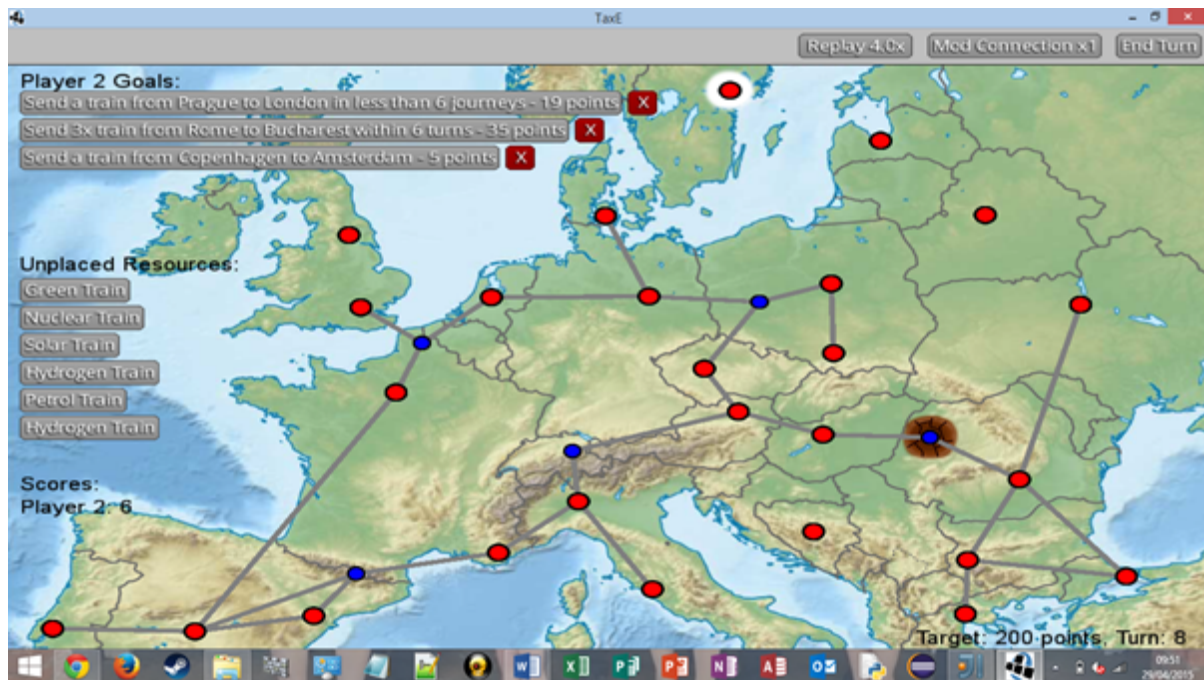 TaxE
Replay 4.0x Mod Connection x1 End Turn
Player 2 Goals:
Send a train from Prague to London in less than 6 journeys - 19 points X
Send 3x train from Rome to Bucharest within 6 turns - 35 points X
Send a train from Copenhagen to Amsterdam - 5 points X
Unplaced Resources:
Green Train
Nuclear Train
Solar Train
Hydrogen Train
Petrol Train
Hydrogen Train
Scores:
Player 2: 6
Target: 200 points, Turn: 8
09:51
29/04/2015